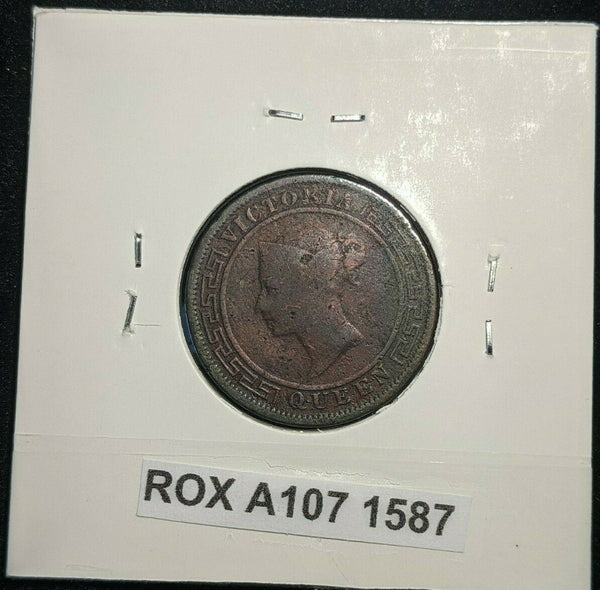 VICTORIA
QUEEN
ROX A107 1587